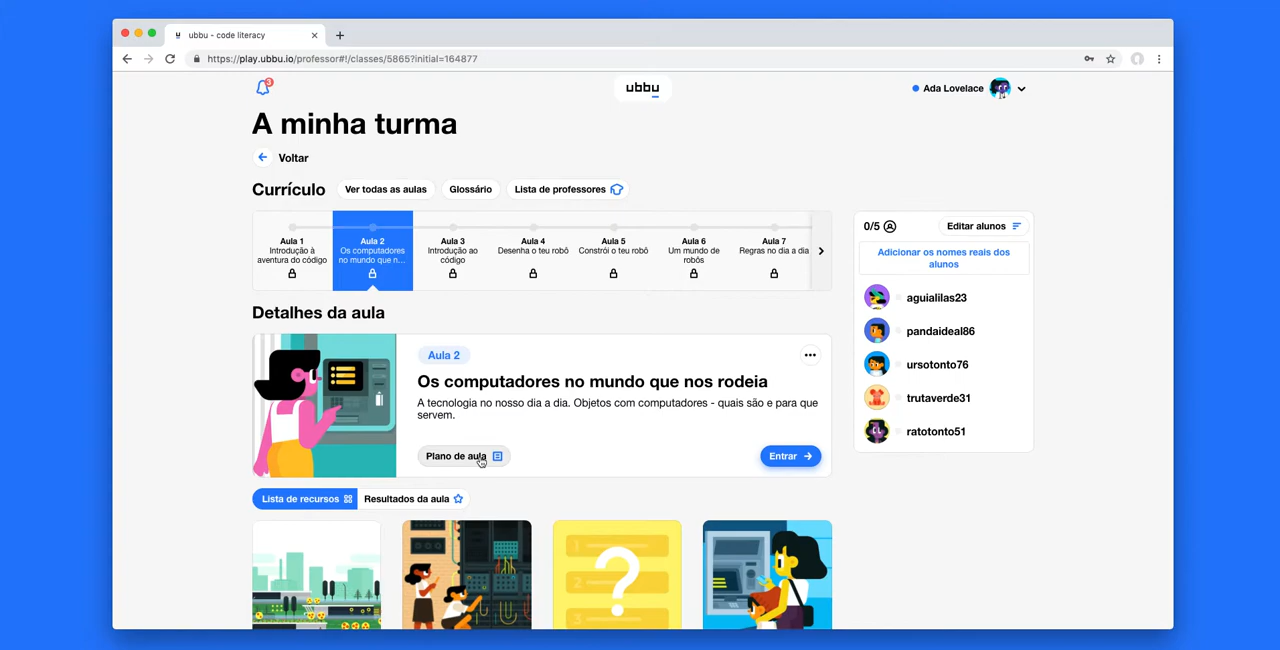 ubbu - code literacy
https://play.ubbu.io/professor#!/classes/5865?initial=164877
3
ubbu
Ada Lovelace
A minha turma
Voltar
Currículo
Ver todas as aulas
Glossário
Lista de professores
Aula 1
Introdução à
aventura do código
Aula 2
Os computadores
no mundo que n...
Aula 3
Introdução ao
código
Aula 4
Desenha o teu robô
Aula 5
Constrói o teu robô
Aula 6
Um mundo de
robôs
Aula 7
Regras no dia a dia
0/5
Editar alunos
Adicionar os nomes reais dos
alunos
aguialilas23
pandaideal86
ursotonto76
trutaverde31
ratotonto51
Detalhes da aula
Aula 2
Os computadores no mundo que nos rodeia
A tecnologia no nosso dia a dia. Objetos com computadores - quais são e para que
servem.
Plano de aula
Entrar
Lista de recursos
Resultados da aula
1
2
3
?